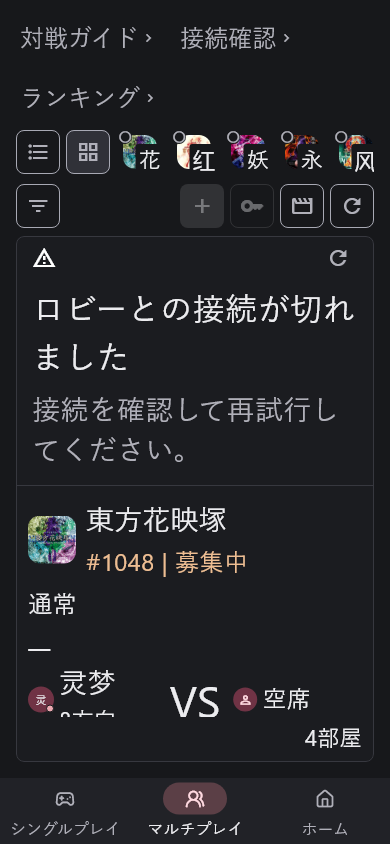 対戦ガイド
接続確認
ランキング
花
红
妖
永
风
ロビーとの接続が切れ
ました
接続を確認して再試行し
てください。
東方花映塚
#1048 | 募集中
通常
—
灵
灵梦
VS
空席
4部屋
シングルプレイ
マルチプレイ
ホーム